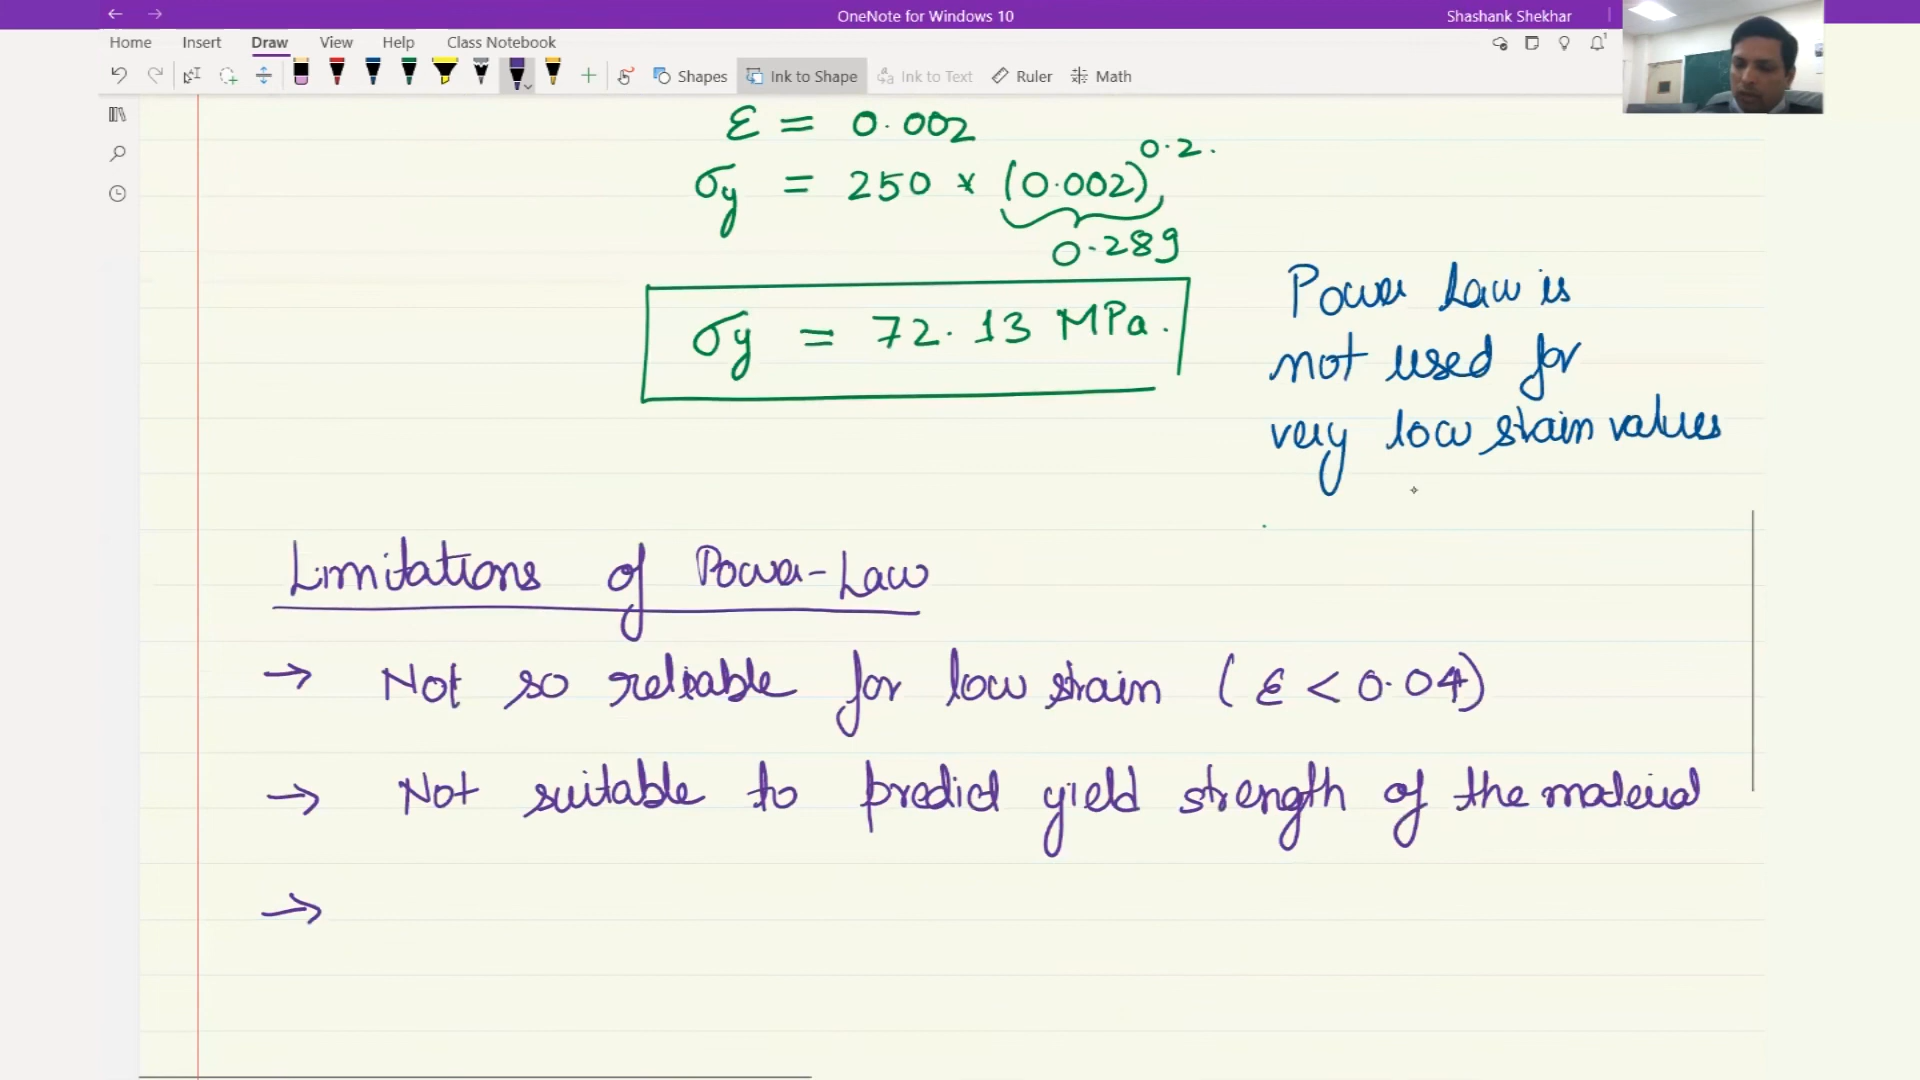 OneNote for Windows 10
Shashank Shekhar
Home Insert Draw View Help Class Notebook
Shapes Ink to Shape Ink to Text Ruler Math
ε = 0.002
σy = 250 * (0.002)^0.2.
0.289
σy = 72.13 MPa.
Power Law is
not used for
very low strain values
Limitations of Power-Law
→ Not so reliable for low strain ( ε < 0.04)
→ Not suitable to predict yield strength of the material
→